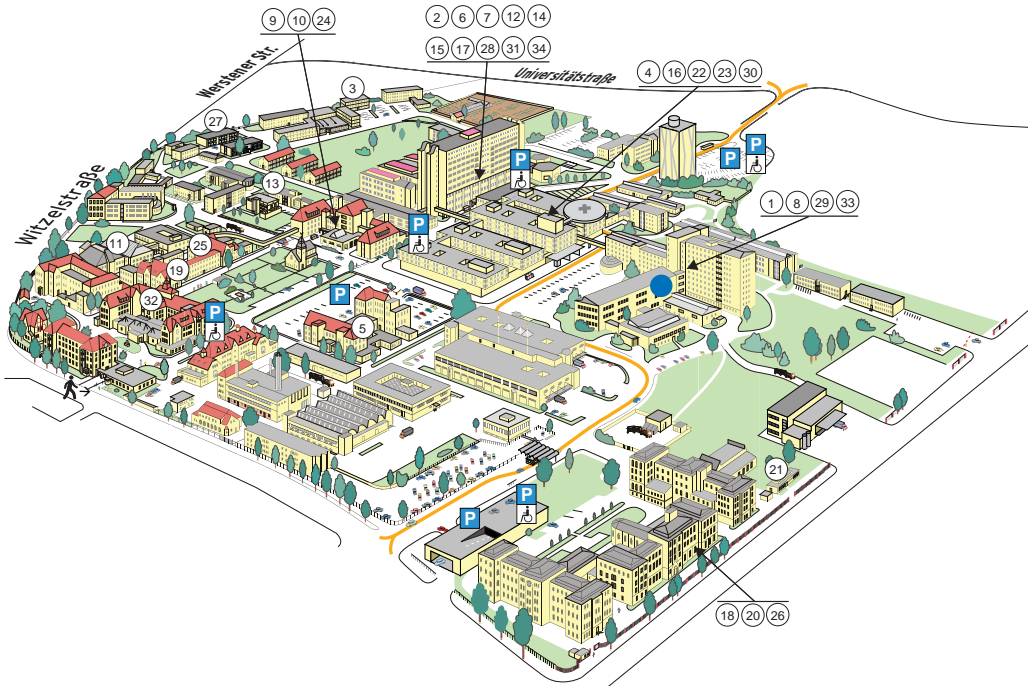 9 10 24
2 6 7 12 14
15 17 28 31 34
Werstener Str.
Universitätstraße
4 16 22 23 30
3
27
P
P
P
13
Witzelstraße
1 8 29 33
P
11
25
19
P
32
P
5
21
P
P
18 20 26